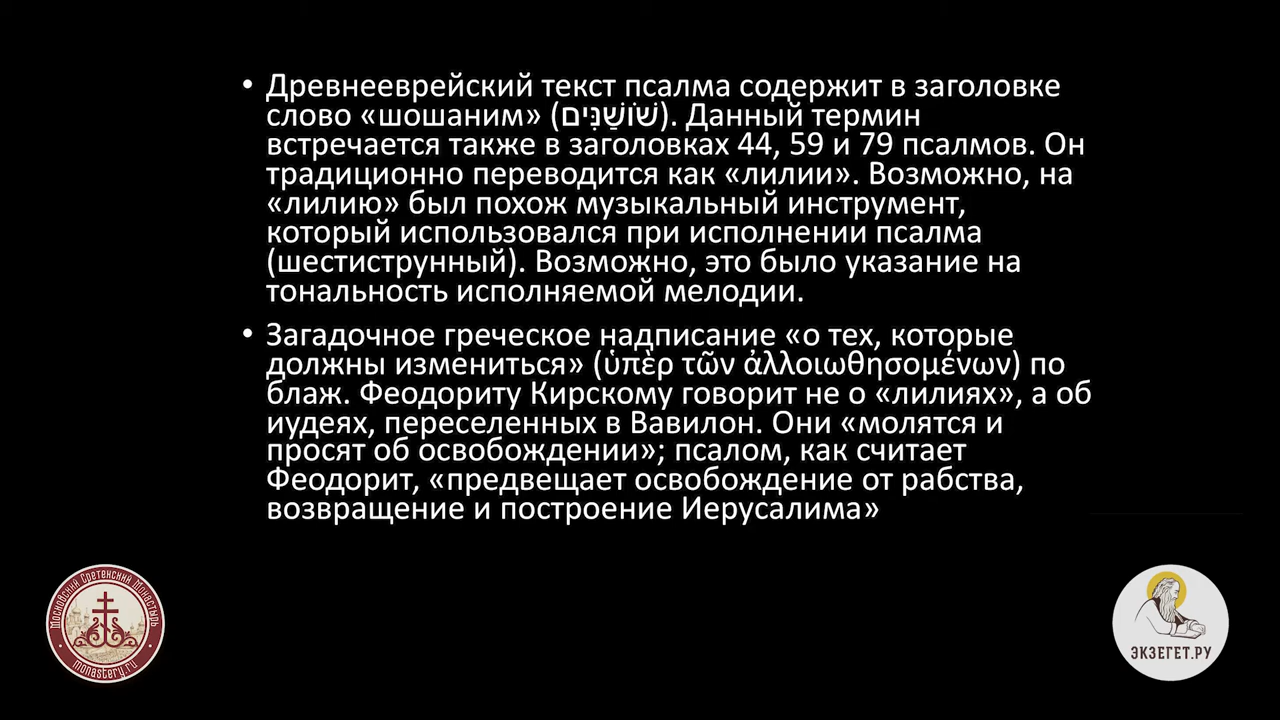 • Древнееврейский текст псалма содержит в заголовке
слово «шошаним» (שׁוֹשַׁנִּים). Данный термин
встречается также в заголовках 44, 59 и 79 псалмов. Он
традиционно переводится как «лилии». Возможно, на
«лилию» был похож музыкальный инструмент,
который использовался при исполнении псалма
(шестиструнный). Возможно, это было указание на
тональность исполняемой мелодии.
• Загадочное греческое надписание «о тех, которые
должны измениться» (ὑπὲρ τῶν ἀλλοιωθησομένων) по
блаж. Феодориту Кирскому говорит не о «лилиях», а об
иудеях, переселенных в Вавилон. Они «молятся и
просят об освобождении»; псалом, как считает
Феодорит, «предвещает освобождение от рабства,
возвращение и построение Иерусалима»
Московский Сретенский Монастырь
monastery.ru
ЭКЗЕГЕТ.РУ